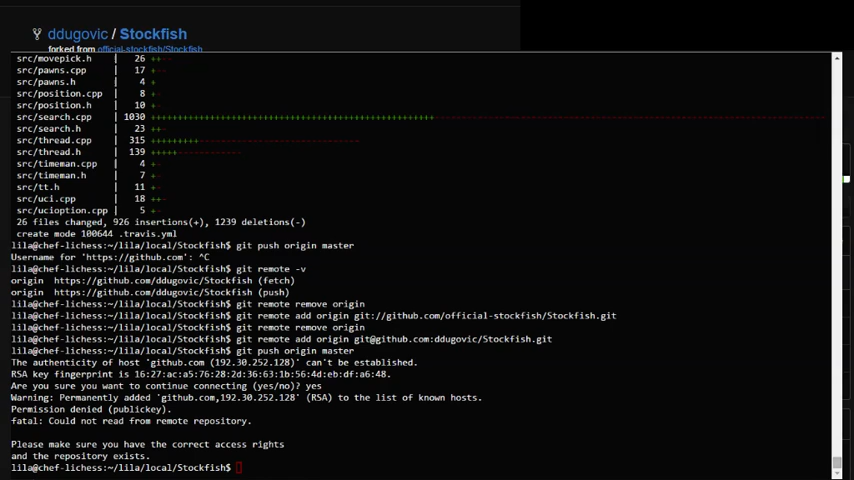 ddugovic / Stockfish
forked from official-stockfish/Stockfish
src/movepick.h | 26 ++-
src/pawns.cpp | 17 +--
src/pawns.h | 4 +
src/position.cpp | 8 +-
src/position.h | 10 +-
src/search.cpp | 1030
src/search.h | 23 ++-
src/thread.cpp | 315
src/thread.h | 139
src/timeman.cpp | 4 +-
src/timeman.h | 7 +-
src/tt.h | 11 +-
src/uci.cpp | 18 +--
src/ucioption.cpp | 5 +-
26 files changed, 926 insertions(+), 1239 deletions(-)
create mode 100644 .travis.yml
lila@chef-lichess:~/lila/local/Stockfish$ git push origin master
Username for 'https://github.com': ^C
lila@chef-lichess:~/lila/local/Stockfish$ git remote -v
origin https://github.com/ddugovic/Stockfish (fetch)
origin https://github.com/ddugovic/Stockfish (push)
lila@chef-lichess:~/lila/local/Stockfish$ git remote remove origin
lila@chef-lichess:~/lila/local/Stockfish$ git remote add origin git://github.com/official-stockfish/Stockfish.git
lila@chef-lichess:~/lila/local/Stockfish$ git remote remove origin
lila@chef-lichess:~/lila/local/Stockfish$ git remote add origin git@github.com:ddugovic/Stockfish.git
lila@chef-lichess:~/lila/local/Stockfish$ git push origin master
The authenticity of host 'github.com (192.30.252.128)' can't be established.
RSA key fingerprint is 16:27:ac:a5:76:28:2d:36:63:1b:56:4d:eb:df:a6:48.
Are you sure you want to continue connecting (yes/no)? yes
Warning: Permanently added 'github.com,192.30.252.128' (RSA) to the list of known hosts.
Permission denied (publickey).
fatal: Could not read from remote repository.
Please make sure you have the correct access rights
and the repository exists.
lila@chef-lichess:~/lila/local/Stockfish$